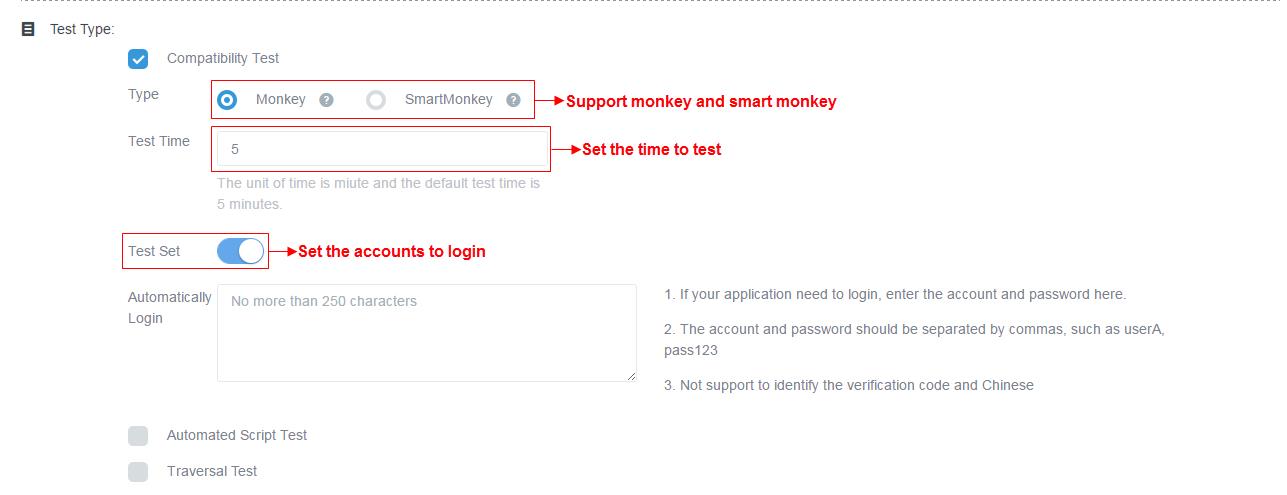 Test Type:
Compatibility Test
Type
Monkey ? SmartMonkey ?
Support monkey and smart monkey
Test Time
5
Set the time to test
The unit of time is miute and the default test time is
5 minutes.
Test Set
Set the accounts to login
Automatically
Login
No more than 250 characters
1. If your application need to login, enter the account and password here.
2. The account and password should be separated by commas, such as userA,
pass123
3. Not support to identify the verification code and Chinese
Automated Script Test
Traversal Test